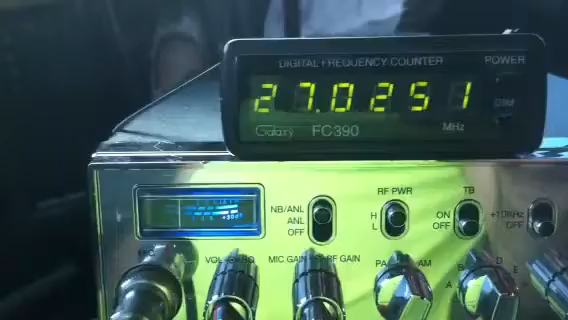 DIGITAL FREQUENCY COUNTER
POWER
27.0251
DIM
Galaxy
FC390
MHz
RF PWR
TB
NB/ANL
ANL
OFF
H
L
ON
OFF
+10KHz
OFF
MIC GAIN
RF GAIN
PA
AM
B
D
E
A